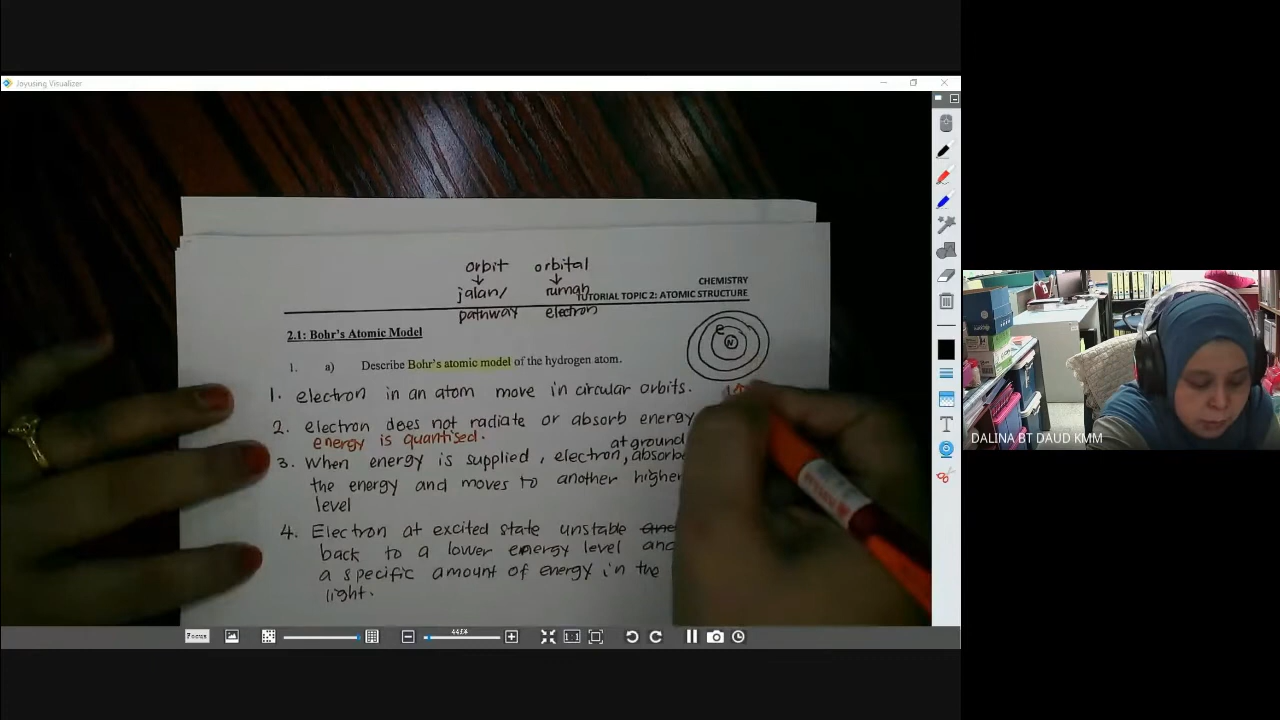 Joyusing Visualizer
orbit orbital
jalan/ rumah
pathway electron
CHEMISTRY
TUTORIAL TOPIC 2: ATOMIC STRUCTURE
2.1: Bohr's Atomic Model
e
N
1. a) Describe Bohr's atomic model of the hydrogen atom.
1. electron in an atom move in circular orbits.
2. electron does not radiate or absorb energy
energy is quantised.
at ground
3. When energy is supplied, electron, absorbs
the energy and moves to another higher
level
4. Electron at excited state unstable
back to a lower energy level and
a specific amount of energy in the
light.
DALINA BT DAUD KMM
T
Focus
1:1